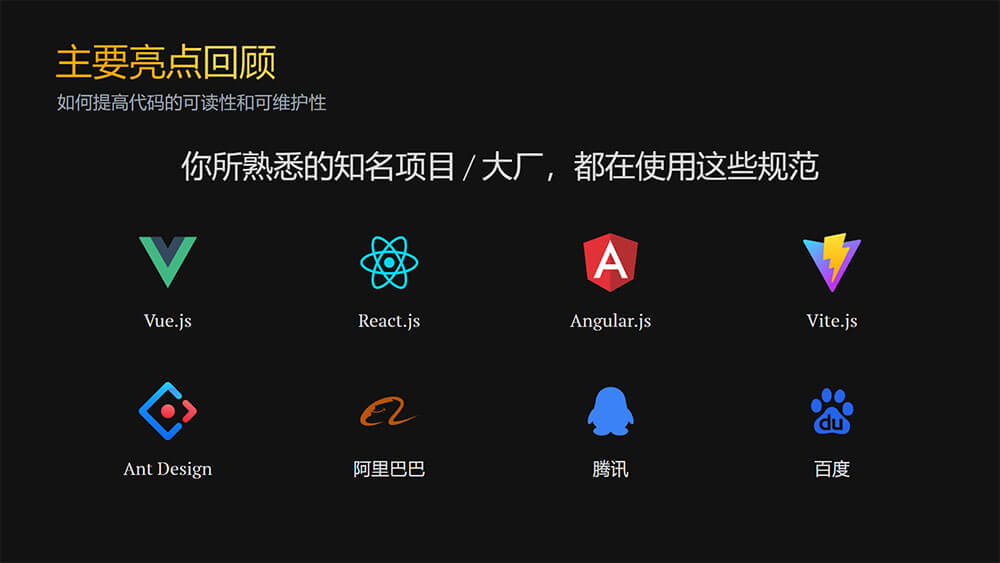 主要亮点回顾
如何提高代码的可读性和可维护性
你所熟悉的知名项目 / 大厂，都在使用这些规范
A
Vue.js
React.js
Angular.js
Vite.js
du
Ant Design
阿里巴巴
腾讯
百度